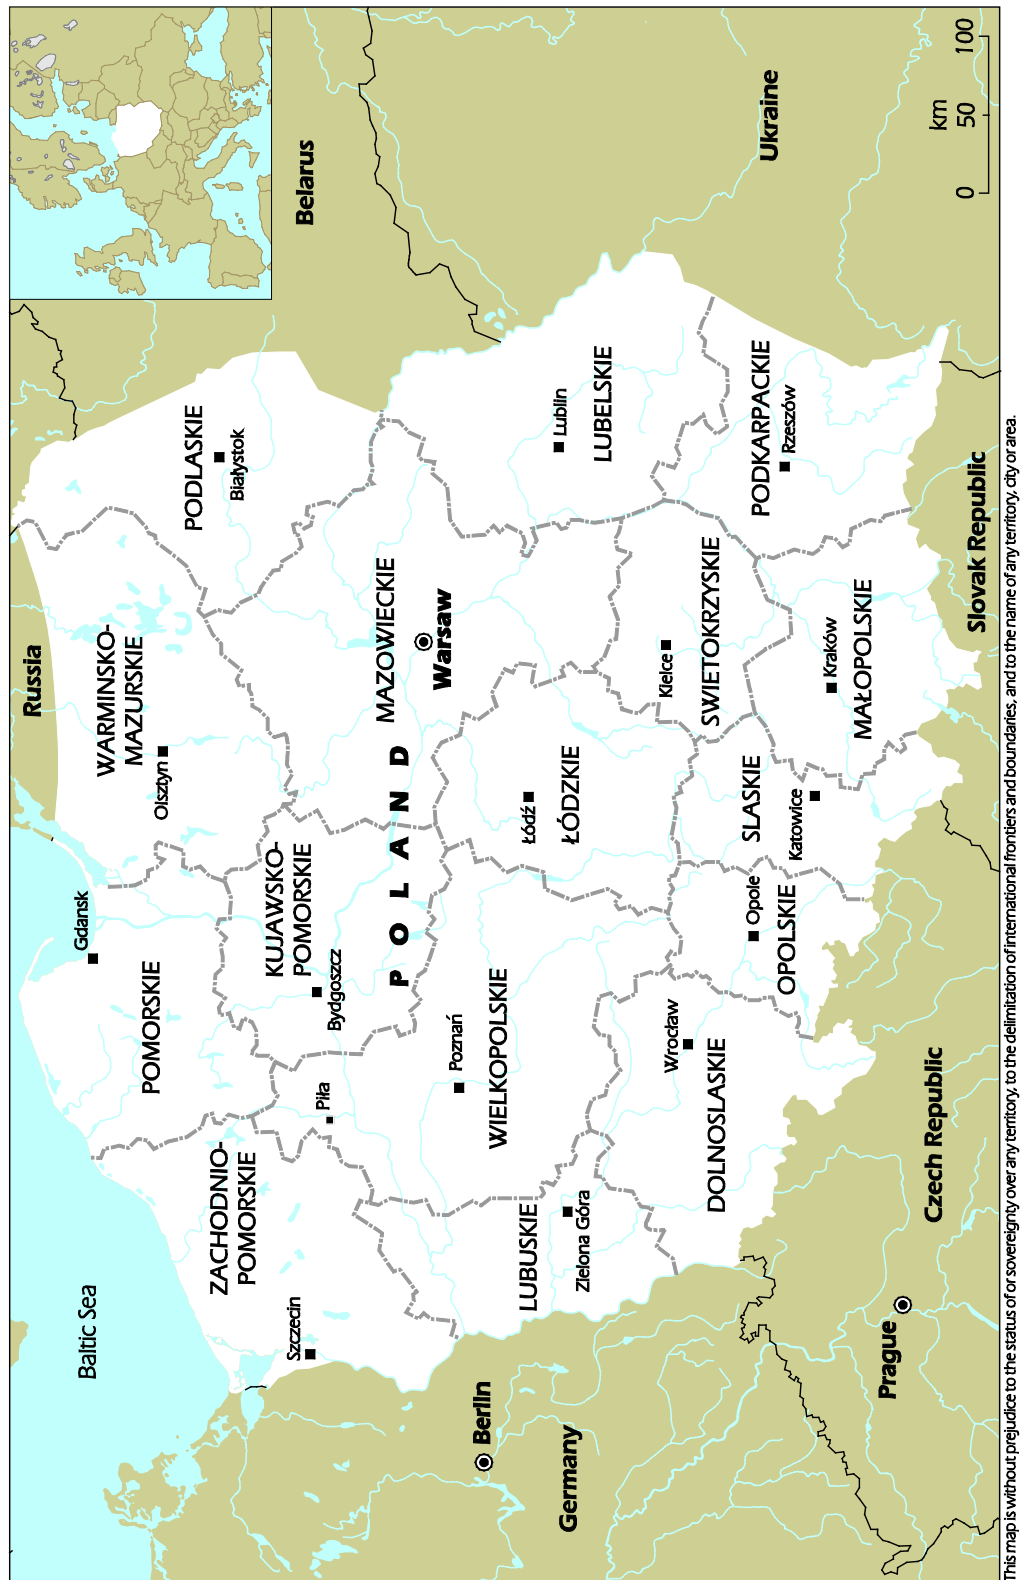 Baltic Sea
Russia
Belarus
Ukraine
Slovak Republic
Czech Republic
Germany
Berlin
Prague
POLAND
Gdansk
POMORSKIE
ZACHODNIO-
POMORSKIE
Szczecin
WARMINSKO-
MAZURSKIE
Olsztyn
PODLASKIE
Białystok
KUJAWSKO-
POMORSKIE
Bydgoszcz
Piła
MAZOWIECKIE
Warsaw
Poznań
WIELKOPOLSKIE
LUBUSKIE
Zielona Góra
Łódź
ŁÓDZKIE
Lublin
LUBELSKIE
Wrocław
DOLNOSLASKIE
Opole
OPOLSKIE
SLASKIE
Katowice
Kielce
SWIETOKRZYSKIE
Kraków
MAŁOPOLSKIE
PODKARPACKIE
Rzeszów
km
0 50 100
This map is without prejudice to the status of or sovereignty over any territory, to the delimitation of international frontiers and boundaries, and to the name of any territory, city or area.